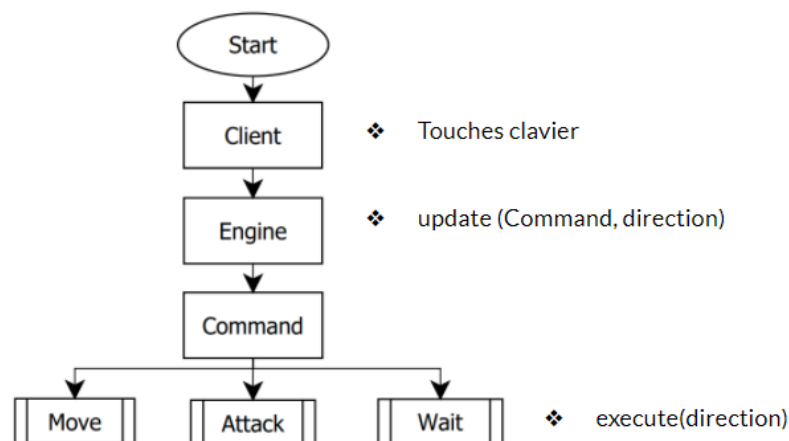 Start
Client
❖ Touches clavier
Engine
❖ update (Command, direction)
Command
Move
Attack
Wait
❖ execute(direction)